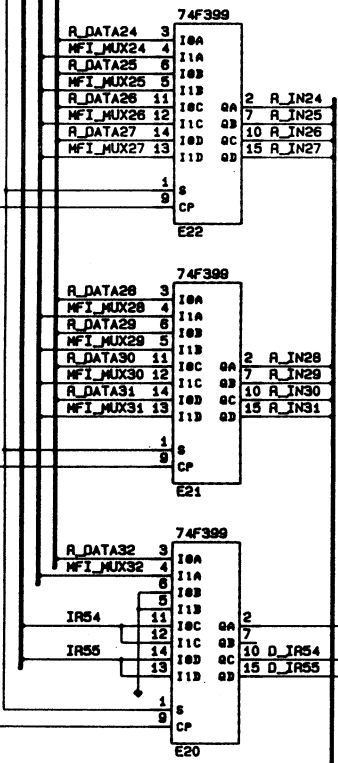 74F399
R_DATA24 3 I0A
MFI_MUX24 4 I1A
R_DATA25 6 I0B
MFI_MUX25 5 I1B
R_DATA26 11 I0C QA 2 R_IN24
MFI_MUX26 12 I1C QB 7 R_IN25
R_DATA27 14 I0D QC 10 R_IN26
MFI_MUX27 13 I1D QD 15 R_IN27
1 S
9 CP
E22
74F399
R_DATA28 3 I0A
MFI_MUX28 4 I1A
R_DATA29 6 I0B
MFI_MUX29 5 I1B
R_DATA30 11 I0C QA 2 R_IN28
MFI_MUX30 12 I1C QB 7 R_IN29
R_DATA31 14 I0D QC 10 R_IN30
MFI_MUX31 13 I1D QD 15 R_IN31
1 S
9 CP
E21
74F399
R_DATA32 3 I0A
MFI_MUX32 4 I1A
6 I0B
5 I1B
IR54 11 I0C QA 2
12 I1C QB 7
IR55 14 I0D QC 10 D_IR54
13 I1D QD 15 D_IR55
1 S
9 CP
E20